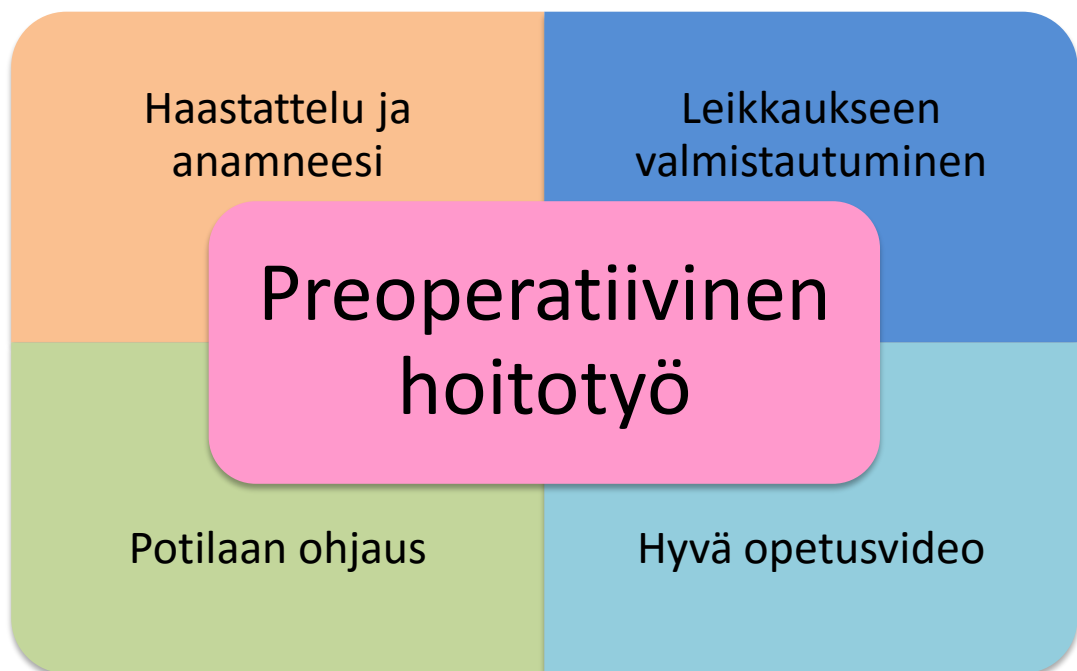 Haastattelu ja
anamneesi
Leikkaukseen
valmistautuminen
Preoperatiivinen
hoitotyö
Potilaan ohjaus
Hyvä opetusvideo